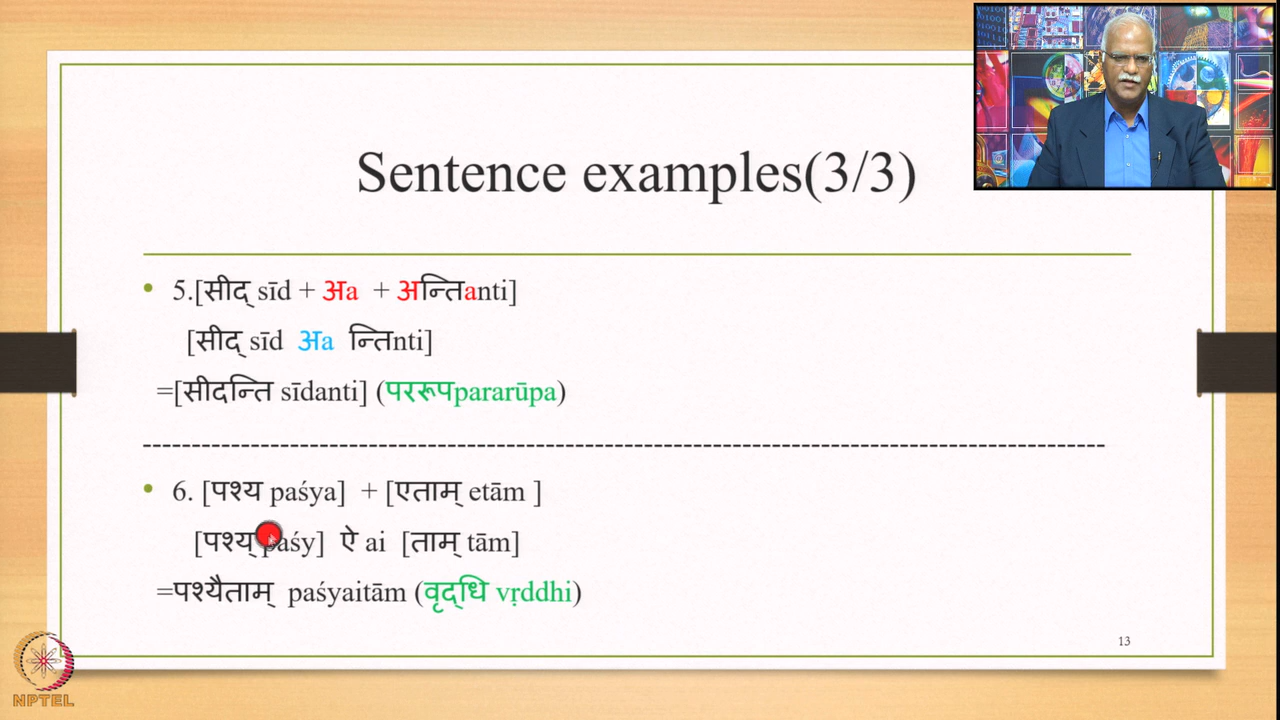 Sentence examples(3/3)
• 5.[सीद् sīd + अa + अन्तिanti]
[सीद् sīd अa न्तिnti]
=[सीदन्ति sīdanti] (पररूपpararūpa)
--------------------------------------------------------------------------------------------------
• 6. [पश्य paśya] + [एताम् etām ]
[पश्य् paśy] ऐ ai [ताम् tām]
=पश्यैताम् paśyaitām (वृद्धि vṛddhi)
13
NPTEL